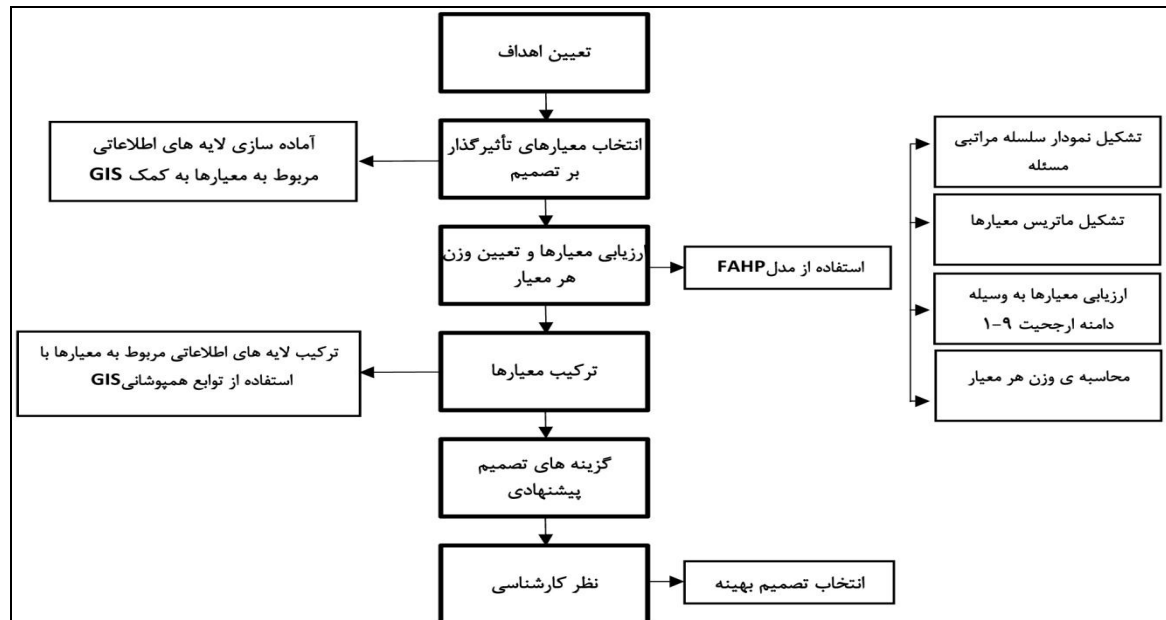 تعیین اهداف
انتخاب معیارهای تأثیرگذار
بر تصمیم
آماده سازی لایه های اطلاعاتی
مربوط به معیارها به کمک GIS
ارزیابی معیارها و تعیین وزن
هر معیار
استفاده از مدلFAHP
تشکیل نمودار سلسله مراتبی
مسئله
تشکیل ماتریس معیارها
ارزیابی معیارها به وسیله
دامنه ارجحیت ۹-۱
محاسبه ی وزن هر معیار
ترکیب معیارها
ترکیب لایه های اطلاعاتی مربوط به معیارها با
استفاده از توابع همپوشانیGIS
گزینه های تصمیم
پیشنهادی
نظر کارشناسی
انتخاب تصمیم بهینه